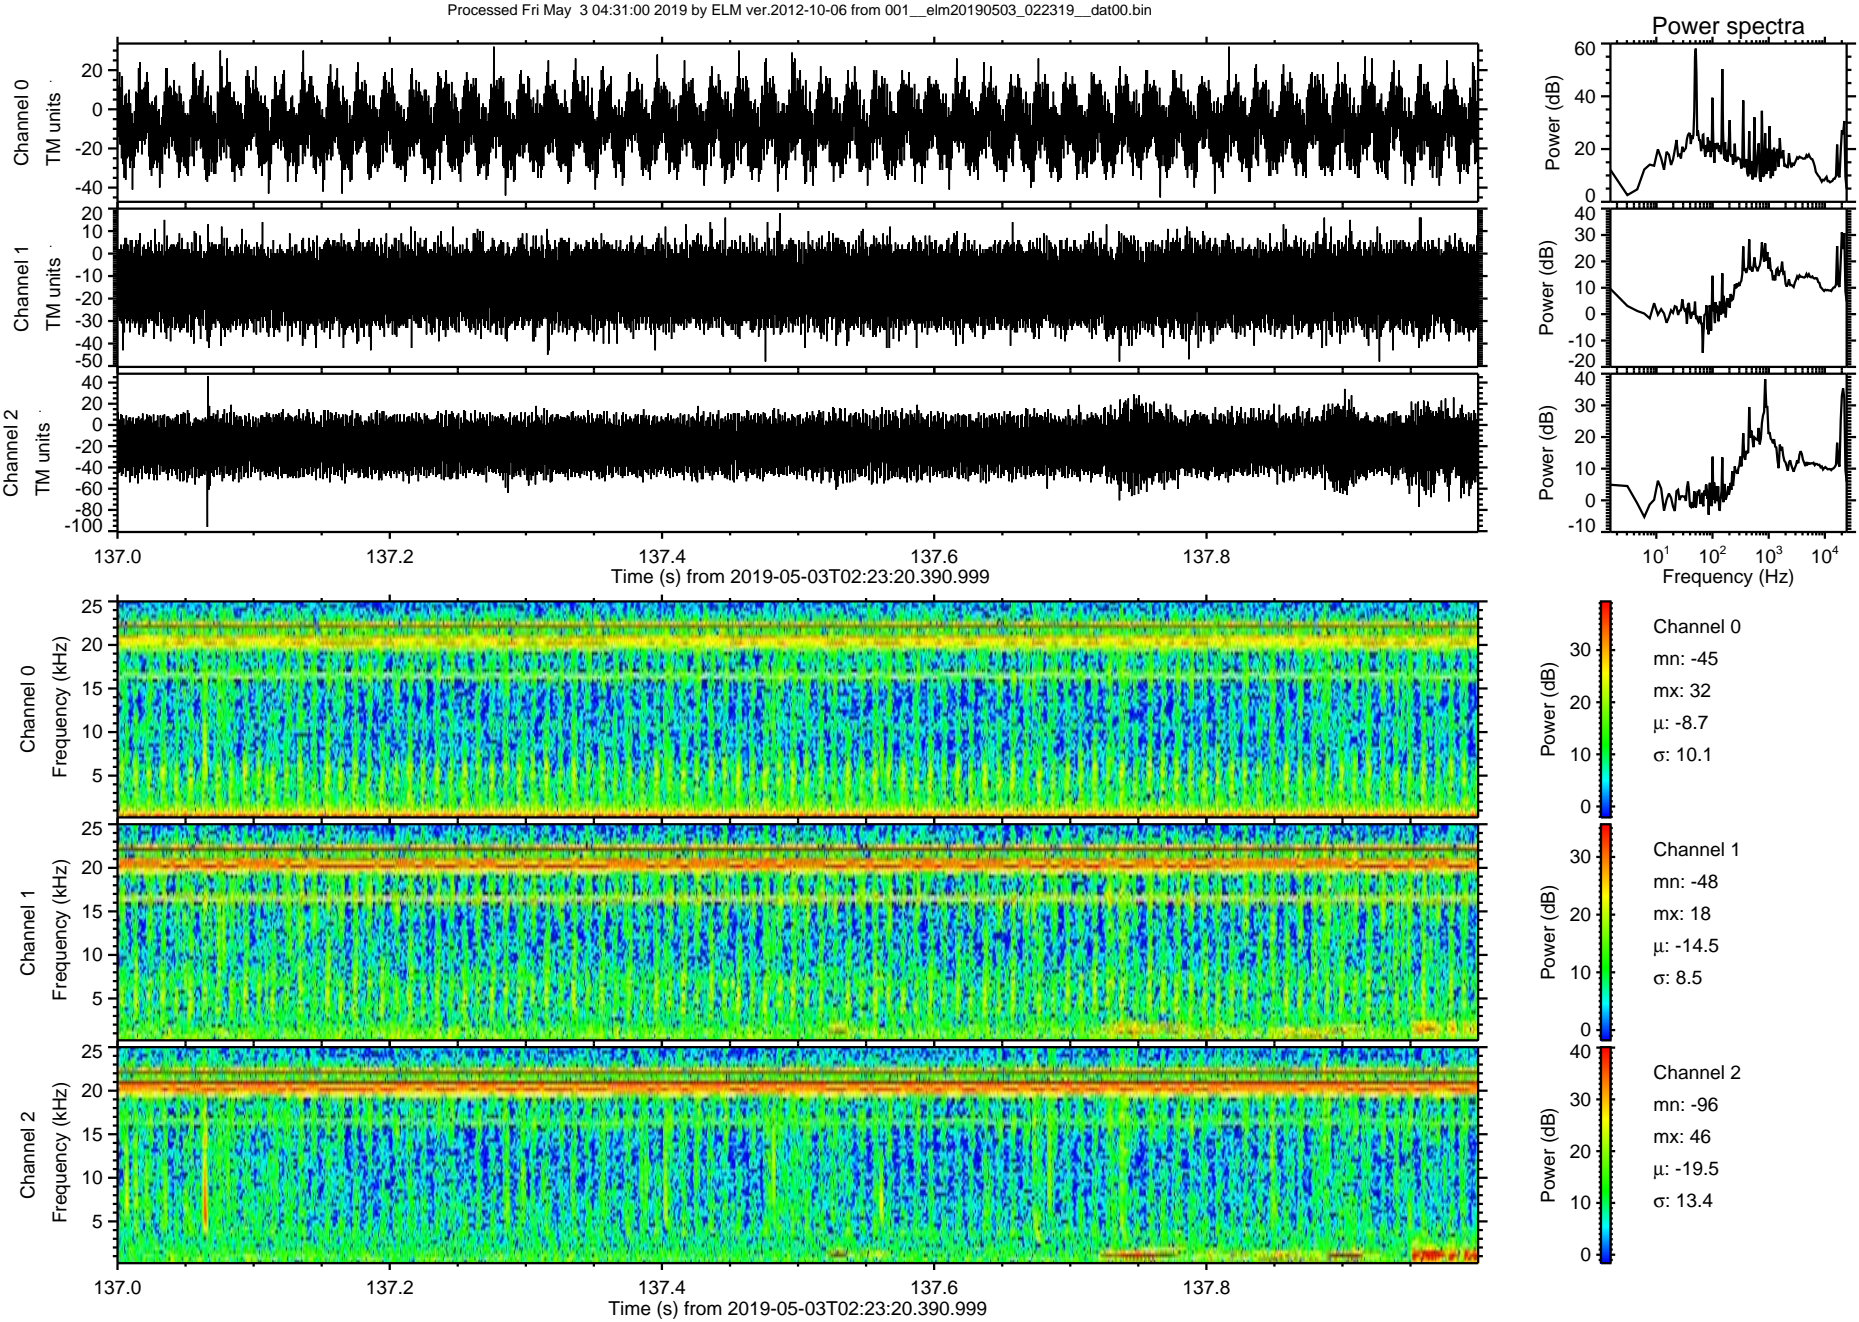 Processed Fri May  3 04:31:00 2019 by ELM ver.2012-10-06 from 001__elm20190503_022319__dat00.bin
Power spectra
Channel 0
TM units
20
0
-20
-40
Power (dB)
60
40
20
0
Channel 1
TM units
20
10
0
-10
-20
-30
-40
-50
Power (dB)
40
30
20
10
0
-10
-20
Channel 2
TM units
40
20
0
-20
-40
-60
-80
-100
Power (dB)
40
30
20
10
0
-10
137.0 137.2 137.4 137.6 137.8
Time (s) from 2019-05-03T02:23:20.390.999
10¹ 10² 10³ 10⁴
Frequency (Hz)
Channel 0
Frequency (kHz)
25
20
15
10
5
Power (dB)
30
20
10
0
Channel 0
mn: -45
mx: 32
μ: -8.7
σ: 10.1
Channel 1
Frequency (kHz)
25
20
15
10
5
Power (dB)
30
20
10
0
Channel 1
mn: -48
mx: 18
μ: -14.5
σ: 8.5
Channel 2
Frequency (kHz)
25
20
15
10
5
Power (dB)
40
30
20
10
0
Channel 2
mn: -96
mx: 46
μ: -19.5
σ: 13.4
137.0 137.2 137.4 137.6 137.8
Time (s) from 2019-05-03T02:23:20.390.999